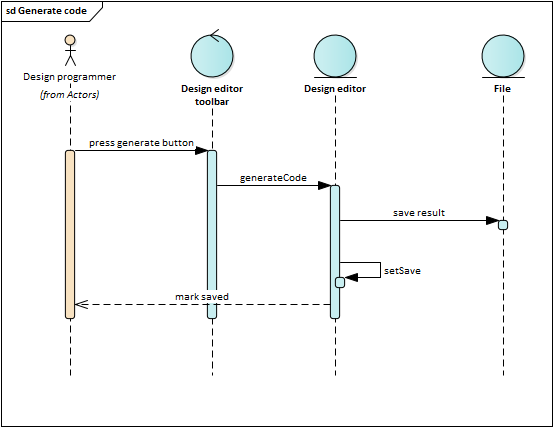 sd Generate code
Design programmer
(from Actors)
Design editor
toolbar
Design editor
File
press generate button
generateCode
save result
setSave
mark saved